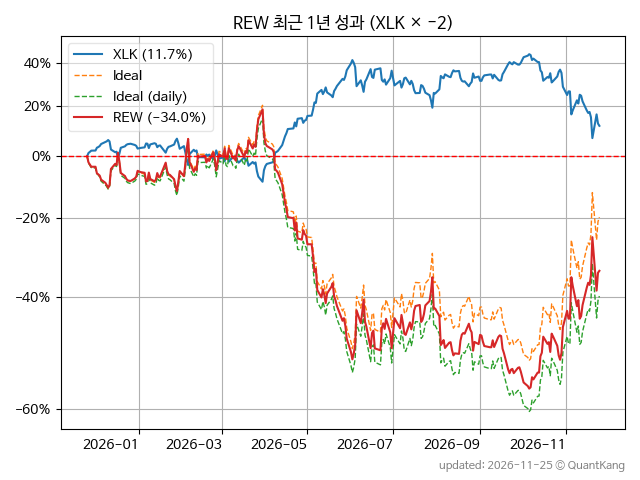 REW 최근 1년 성과 (XLK × −2)
XLK (11.7%)
Ideal
Ideal (daily)
REW (−34.0%)
40%
20%
0%
−20%
−40%
−60%
2026-01 2026-03 2026-05 2026-07 2026-09 2026-11
updated: 2026-11-25 © QuantKang